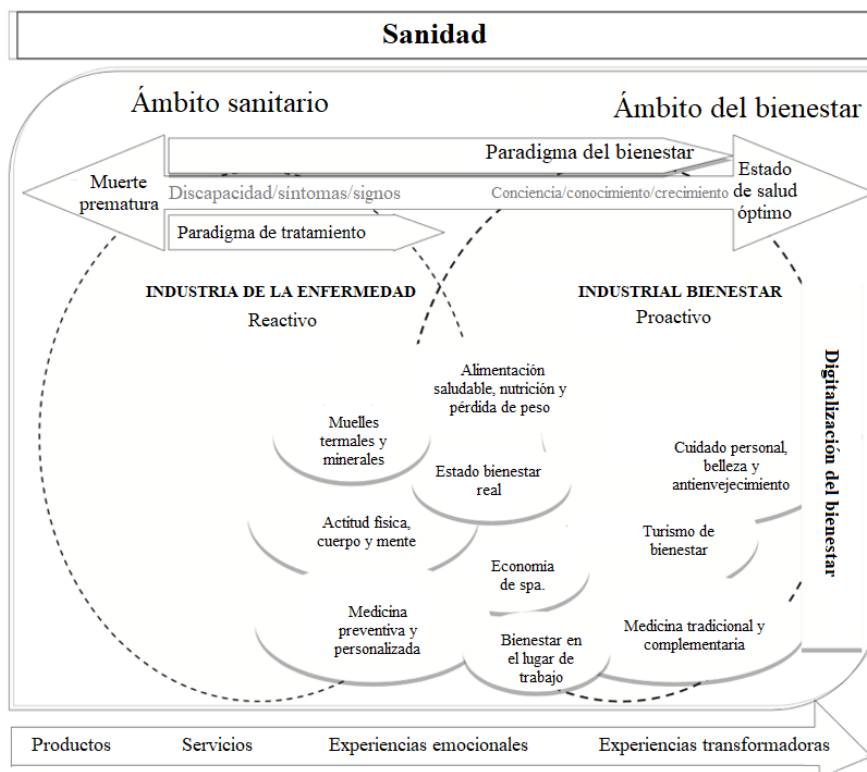 Sanidad
Ámbito sanitario
Ámbito del bienestar
Paradigma del bienestar
Muerte
prematura
Discapacidad/síntomas/signos
Conciencia/conocimiento/crecimiento
Estado
de salud
óptimo
Paradigma de tratamiento
INDUSTRIA DE LA ENFERMEDAD
Reactivo
INDUSTRIAL BIENESTAR
Proactivo
Alimentación
saludable, nutrición y
pérdida de peso
Muelles
termales y
minerales
Estado bienestar
real
Cuidado personal,
belleza y
antienvejecimiento
Digitalización del bienestar
Actitud física,
cuerpo y mente
Turismo de
bienestar
Economía
de spa.
Medicina
preventiva y
personalizada
Bienestar en
el lugar de
trabajo
Medicina tradicional y
complementaria
Productos
Servicios
Experiencias emocionales
Experiencias transformadoras